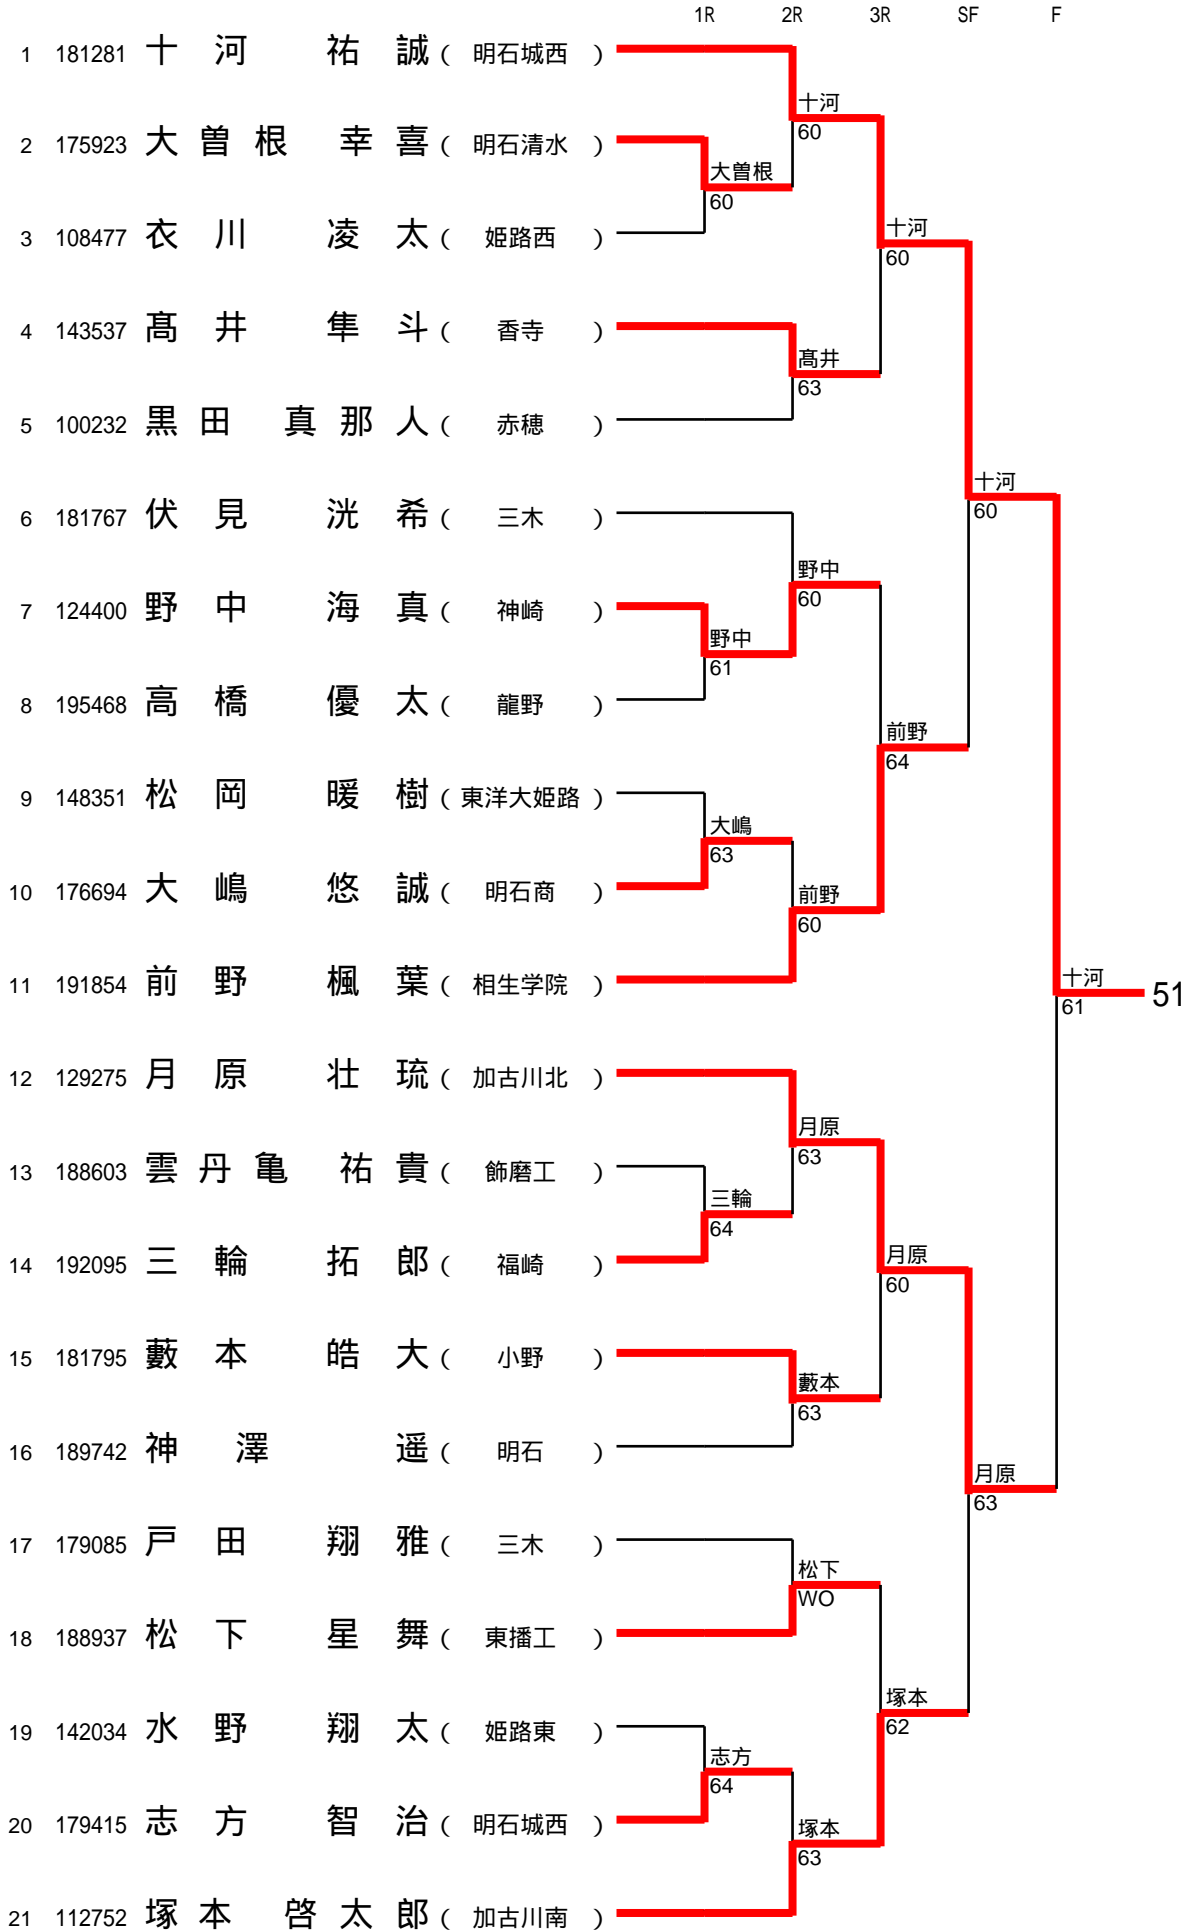 1R 2R 3R SF F
1 181281 十河 祐誠 ( 明石城西 )
十河
60
2 175923 大曽根 幸喜 ( 明石清水 )
大曽根
60
3 108477 衣川 凌太 ( 姫路西 )
十河
60
4 143537 髙井 隼斗 ( 香寺 )
髙井
63
5 100232 黒田 真那人 ( 赤穂 )
十河
60
6 181767 伏見 洸希 ( 三木 )
野中
60
7 124400 野中 海真 ( 神崎 )
野中
61
8 195468 高橋 優太 ( 龍野 )
前野
64
9 148351 松岡 暖樹 ( 東洋大姫路 )
大嶋
63
10 176694 大嶋 悠誠 ( 明石商 )
前野
60
11 191854 前野 楓葉 ( 相生学院 )
十河
61
51
12 129275 月原 壮琉 ( 加古川北 )
月原
63
13 188603 雲丹亀 祐貴 ( 飾磨工 )
三輪
64
14 192095 三輪 拓郎 ( 福崎 )
月原
60
15 181795 藪本 皓大 ( 小野 )
藪本
63
16 189742 神澤 遥 ( 明石 )
月原
63
17 179085 戸田 翔雅 ( 三木 )
松下
WO
18 188937 松下 星舞 ( 東播工 )
塚本
62
19 142034 水野 翔太 ( 姫路東 )
志方
64
20 179415 志方 智治 ( 明石城西 )
塚本
63
21 112752 塚本 啓太郎 ( 加古川南 )